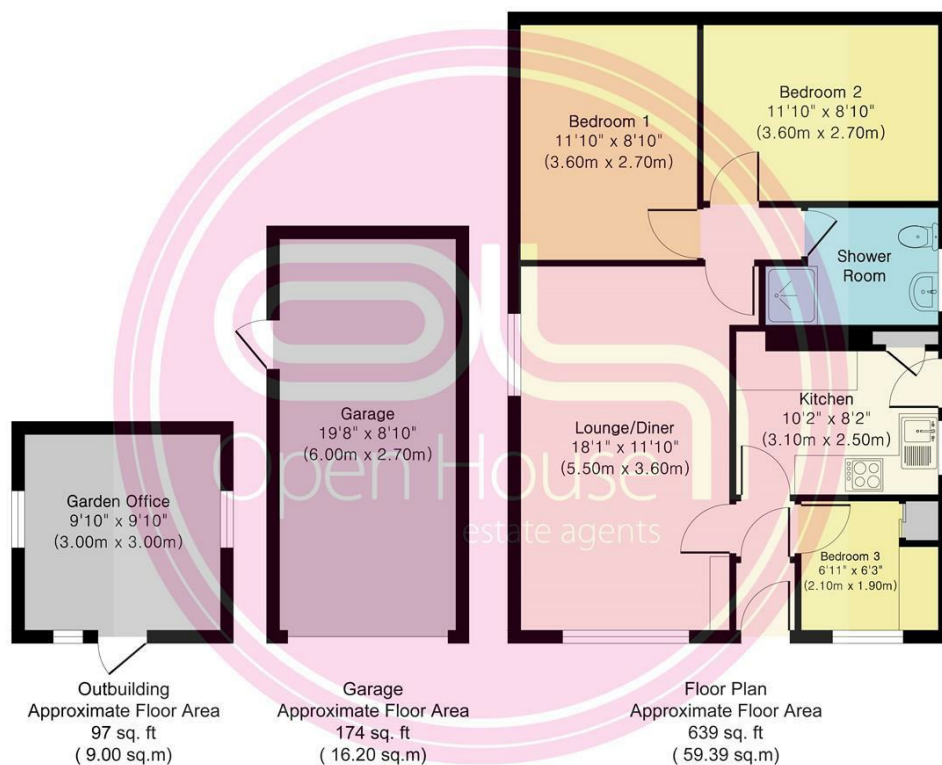 Bedroom 1
11'10" x 8'10"
(3.60m x 2.70m)
Bedroom 2
11'10" x 8'10"
(3.60m x 2.70m)
Shower
Room
Kitchen
10'2" x 8'2"
(3.10m x 2.50m)
Lounge/Diner
18'1" x 11'10"
(5.50m x 3.60m)
Bedroom 3
6'11" x 6'3"
(2.10m x 1.90m)
Garage
19'8" x 8'10"
(6.00m x 2.70m)
Garden Office
9'10" x 9'10"
(3.00m x 3.00m)
Open House
estate agents
Outbuilding
Approximate Floor Area
97 sq. ft
( 9.00 sq.m)
Garage
Approximate Floor Area
174 sq. ft
( 16.20 sq.m)
Floor Plan
Approximate Floor Area
639 sq. ft
( 59.39 sq.m)